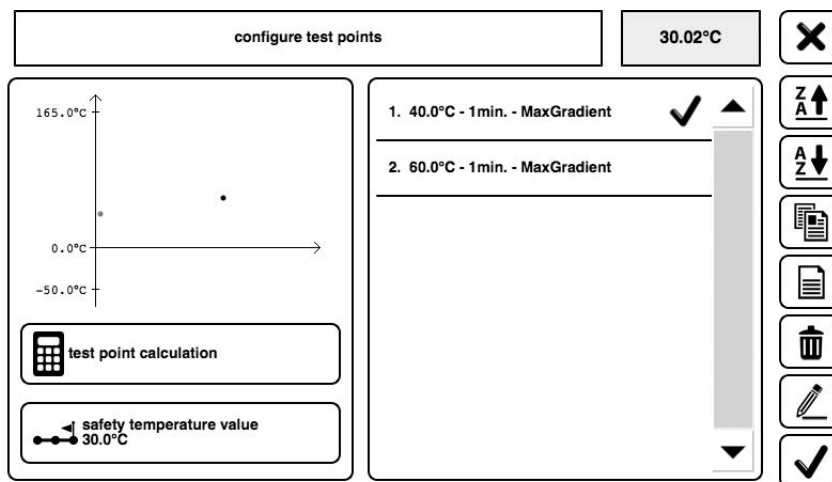 configure test points
30.02°C
165.0°C
0.0°C
-50.0°C
test point calculation
safety temperature value
30.0°C
1. 40.0°C - 1min. - MaxGradient
2. 60.0°C - 1min. - MaxGradient
Z
A
A
Z